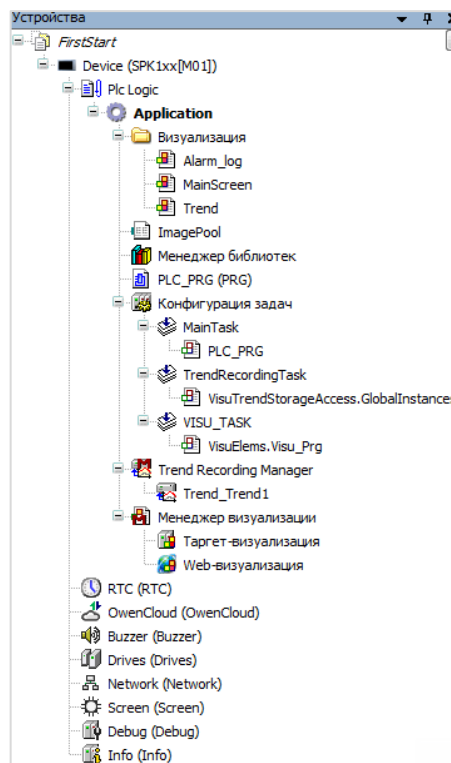 Устройства
FirstStart
Device (SPK1xx[M01])
Plc Logic
Application
Визуализация
Alarm_log
MainScreen
Trend
ImagePool
Менеджер библиотек
PLC_PRG (PRG)
Конфигурация задач
MainTask
PLC_PRG
TrendRecordingTask
VisuTrendStorageAccess.GlobalInstances
VISU_TASK
VisuElems.Visu_Prg
Trend Recording Manager
Trend_Trend1
Менеджер визуализации
Таргет-визуализация
Web-визуализация
RTC (RTC)
OwenCloud (OwenCloud)
Buzzer (Buzzer)
Drives (Drives)
Network (Network)
Screen (Screen)
Debug (Debug)
Info (Info)